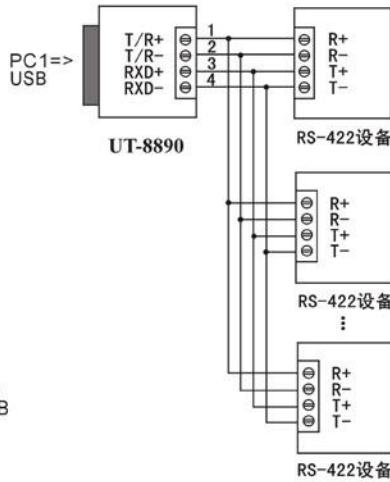 PC1=>
USB
T/R+
T/R-
RXD+
RXD-
1
2
3
4
UT-8890
R+
R-
T+
T-
RS-422设备
R+
R-
T+
T-
RS-422设备
⋮
R+
R-
T+
T-
RS-422设备
B